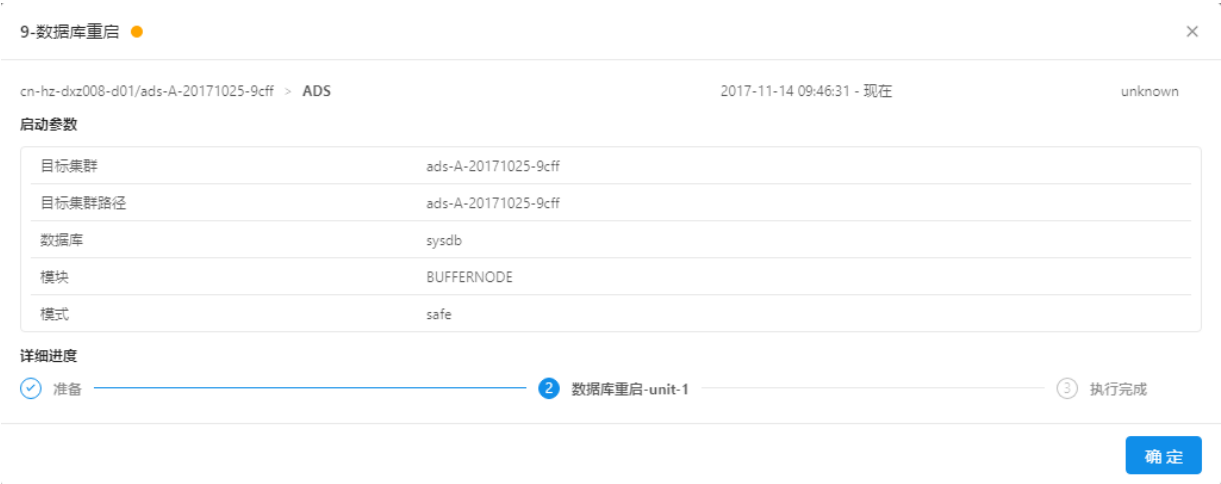 9-数据库重启
cn-hz-dxz008-d01/ads-A-20171025-9cff > ADS 2017-11-14 09:46:31 - 现在 unknown
启动参数
目标集群 ads-A-20171025-9cff
目标集群路径 ads-A-20171025-9cff
数据库 sysdb
模块 BUFFERNODE
模式 safe
详细进度
准备 2 数据库重启-unit-1 3 执行完成
确定